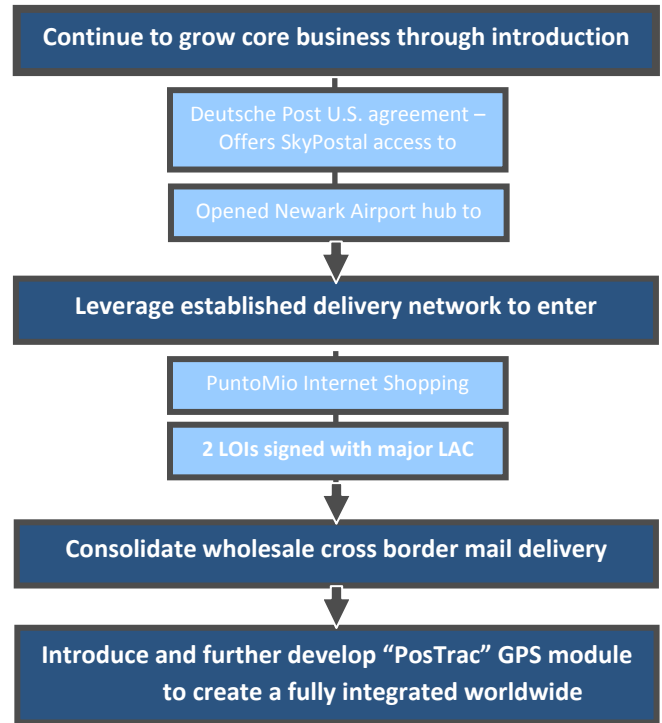 Continue to grow core business through introduction
Deutsche Post U.S. agreement –
Offers SkyPostal access to
Opened Newark Airport hub to
Leverage established delivery network to enter
PuntoMio Internet Shopping
2 LOIs signed with major LAC
Consolidate wholesale cross border mail delivery
Introduce and further develop “PosTrac” GPS module
to create a fully integrated worldwide